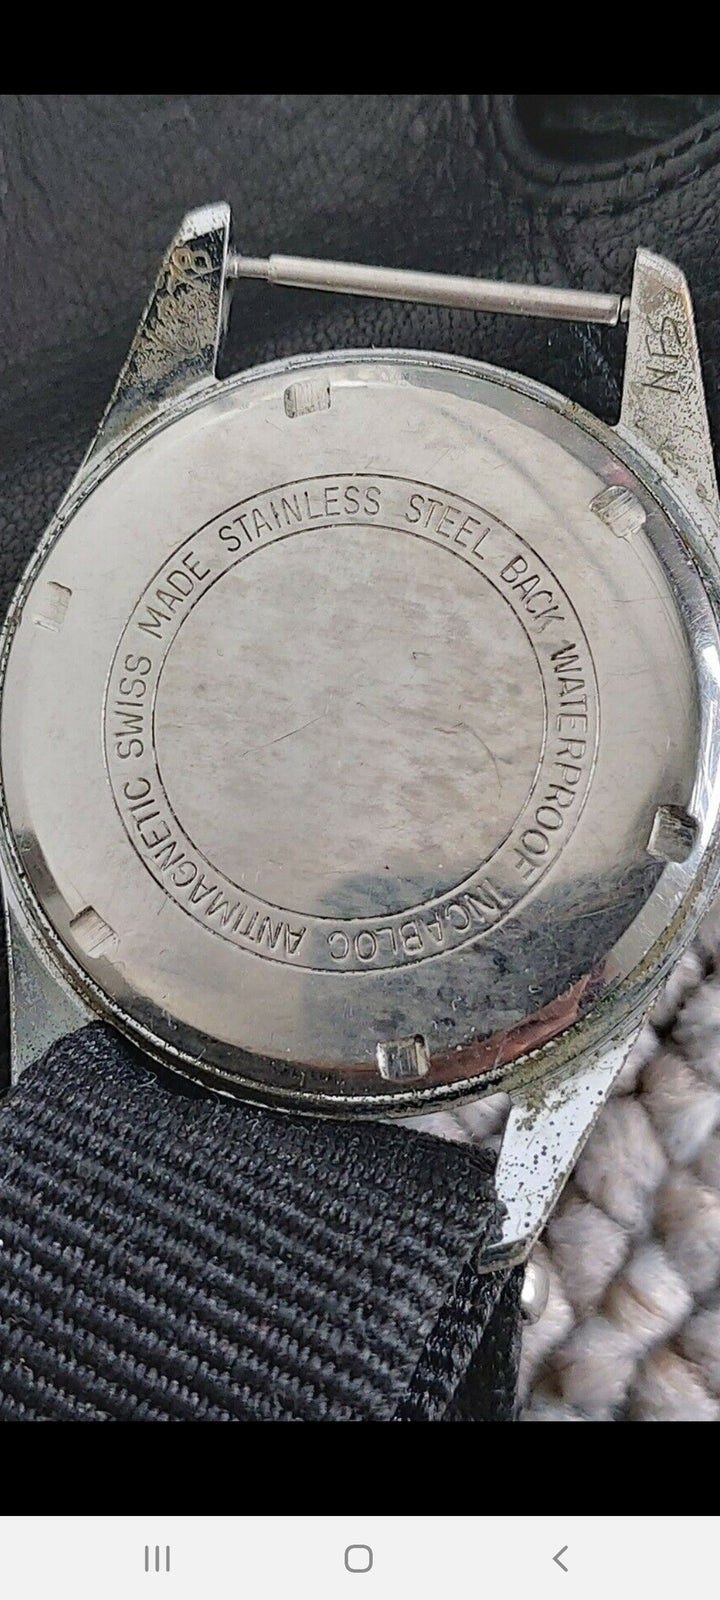 STAINLESS STEEL BACK WATERPROOF INCABLOC ANTIMAGNETIC SWISS MADE